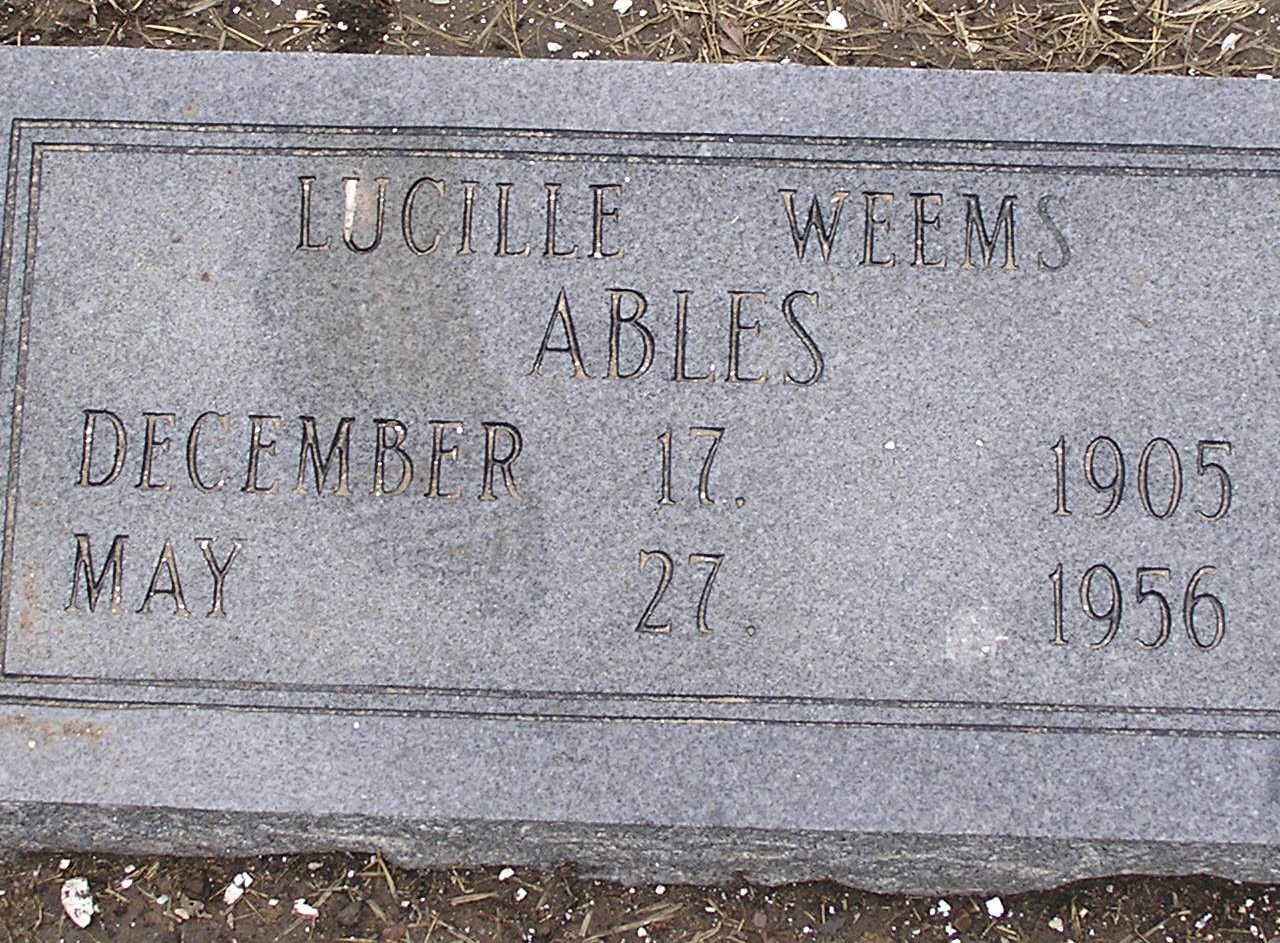 LUCILLE WEEMS
ABLES
DECEMBER 17. 1905
MAY 27. 1956